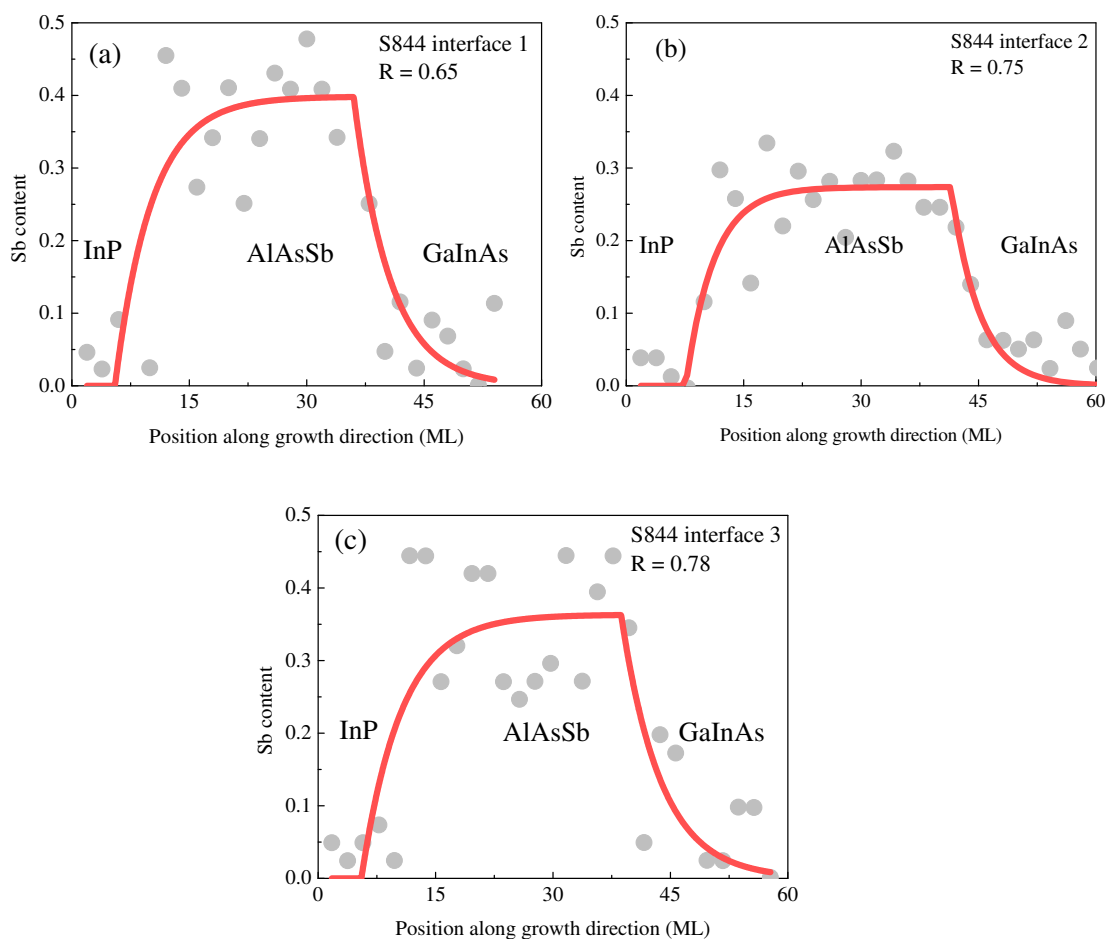 0.5
0.4
0.3
0.2
0.1
0.0
Sb content
(a)
S844 interface 1
R = 0.65
InP
AlAsSb
GaInAs
0 15 30 45 60
Position along growth direction (ML)
0.5
0.4
0.3
0.2
0.1
0.0
Sb content
(b)
S844 interface 2
R = 0.75
InP
AlAsSb
GaInAs
0 15 30 45 60
Position along growth direction (ML)
0.5
0.4
0.3
0.2
0.1
0.0
Sb content
(c)
S844 interface 3
R = 0.78
InP
AlAsSb
GaInAs
0 15 30 45 60
Position along growth direction (ML)